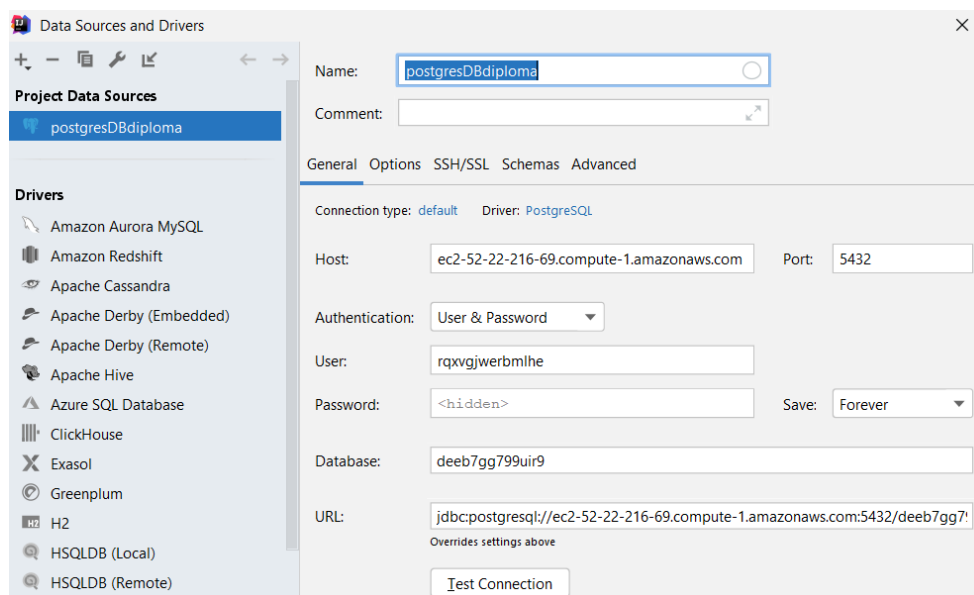 Data Sources and Drivers
Project Data Sources
postgresDBdiploma
Drivers
Amazon Aurora MySQL
Amazon Redshift
Apache Cassandra
Apache Derby (Embedded)
Apache Derby (Remote)
Apache Hive
Azure SQL Database
ClickHouse
Exasol
Greenplum
H2
H2
HSQLDB (Local)
HSQLDB (Remote)
Name: postgresDBdiploma
Comment:
General Options SSH/SSL Schemas Advanced
Connection type: default Driver: PostgreSQL
Host: ec2-52-22-216-69.compute-1.amazonaws.com Port: 5432
Authentication: User & Password
User: rqxvgjwerbmlhe
Password: <hidden> Save: Forever
Database: deeb7gg799uir9
URL: jdbc:postgresql://ec2-52-22-216-69.compute-1.amazonaws.com:5432/deeb7gg79
Overrides settings above
Test Connection